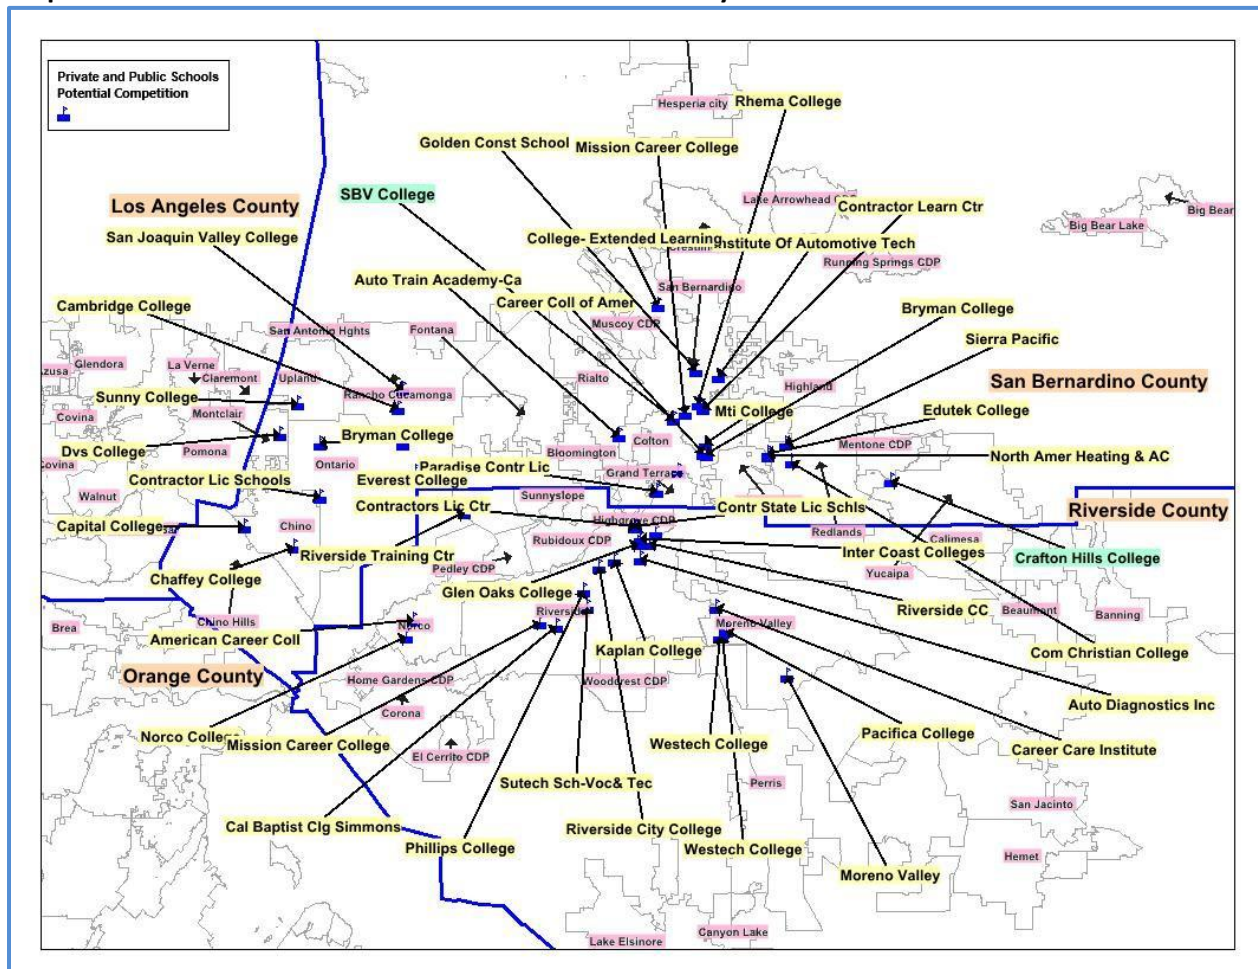 Private and Public Schools
Potential Competition
Hesperia city
Rhema College
Golden Const School
Mission Career College
SBV College
Los Angeles County
Lake Arrowhead
Contractor Learn Ctr
Big Bear
Big Bear Lake
San Joaquin Valley College
College- Extended Learning
Institute Of Automotive Tech
Running Springs CDP
Auto Train Academy-Ca
San Bernardino
Cambridge College
Career Coll of Amer
Bryman College
San Antonio Hghts
Fontana
Muscoy CDP
Sierra Pacific
Glendora
La Verne
Claremont
Upland
Rialto
Highland
San Bernardino County
Sunny College
Rancho Cucamonga
Covina
Montclair
Mti College
Edutek College
Dvs College
Pomona
Bryman College
Colton
Mentone CDP
Bloomington
North Amer Heating & AC
Ontario
Paradise Contr Lic
Grand Terrace
Contractor Lic Schools
Everest College
Walnut
Sunnyslope
Contractors Lic Ctr
Contr State Lic Schls
Riverside County
Capital College
Chino
Highgrove CDP
Redlands
Calimesa
Rubidoux CDP
Riverside Training Ctr
Inter Coast Colleges
Crafton Hills College
Pedley CDP
Yucaipa
Chaffey College
Glen Oaks College
Riverside
Riverside CC
Beaumont
Banning
Chino Hills
Brea
Norco
Moreno Valley
American Career Coll
Kaplan College
Com Christian College
Orange County
Home Gardens CDP
Woodcrest CDP
Corona
Auto Diagnostics Inc
Norco College
Mission Career College
Westech College
Pacifica College
Career Care Institute
El Cerrito CDP
Sutech Sch-Voc& Tec
Perris
San Jacinto
Cal Baptist Clg Simmons
Riverside City College
Phillips College
Westech College
Hemet
Moreno Valley
Canyon Lake
Lake Elsinore